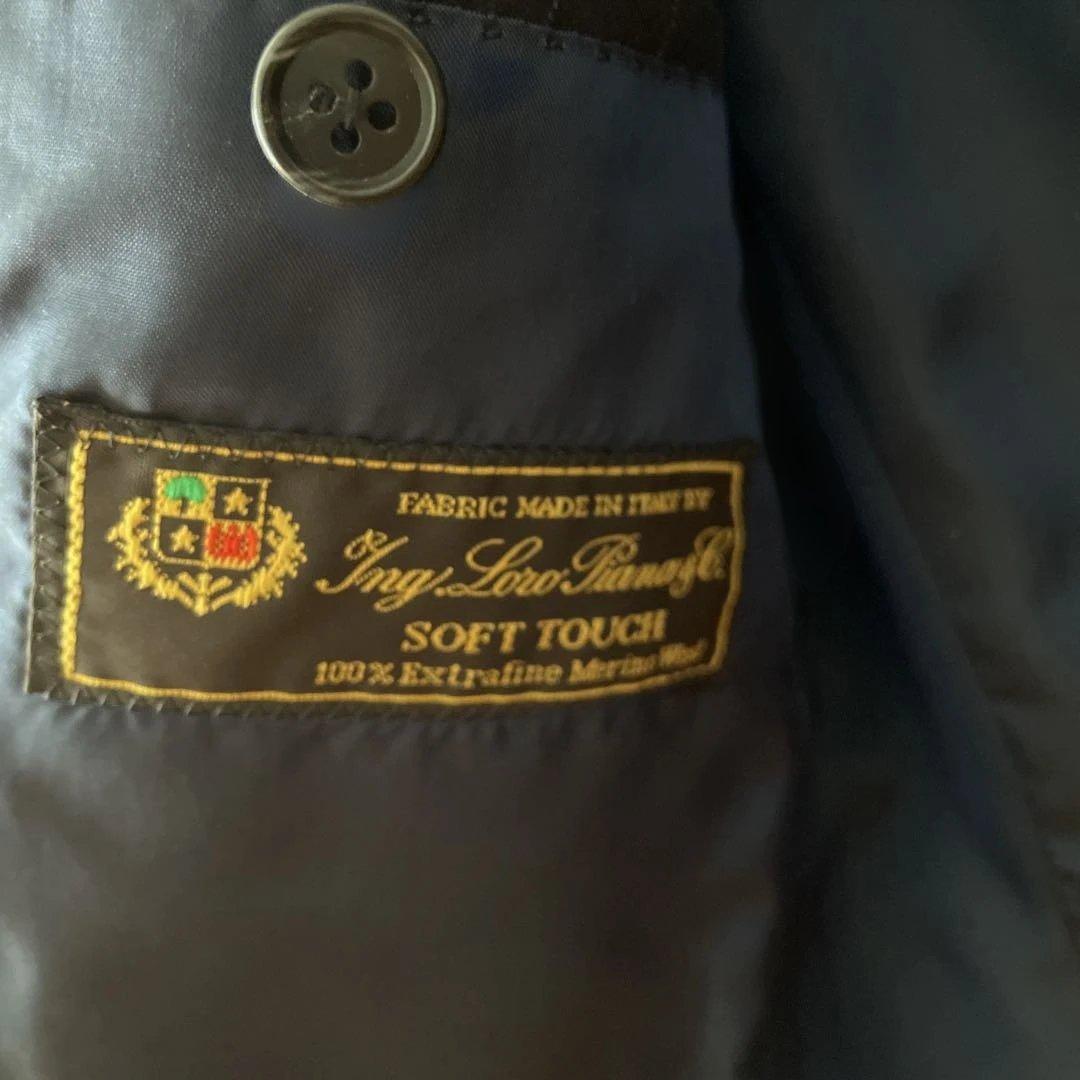 FABRIC MADE IN ITALY BY
Ing. Loro Piana & C.
SOFT TOUCH
100% Extrafine Merino Wool